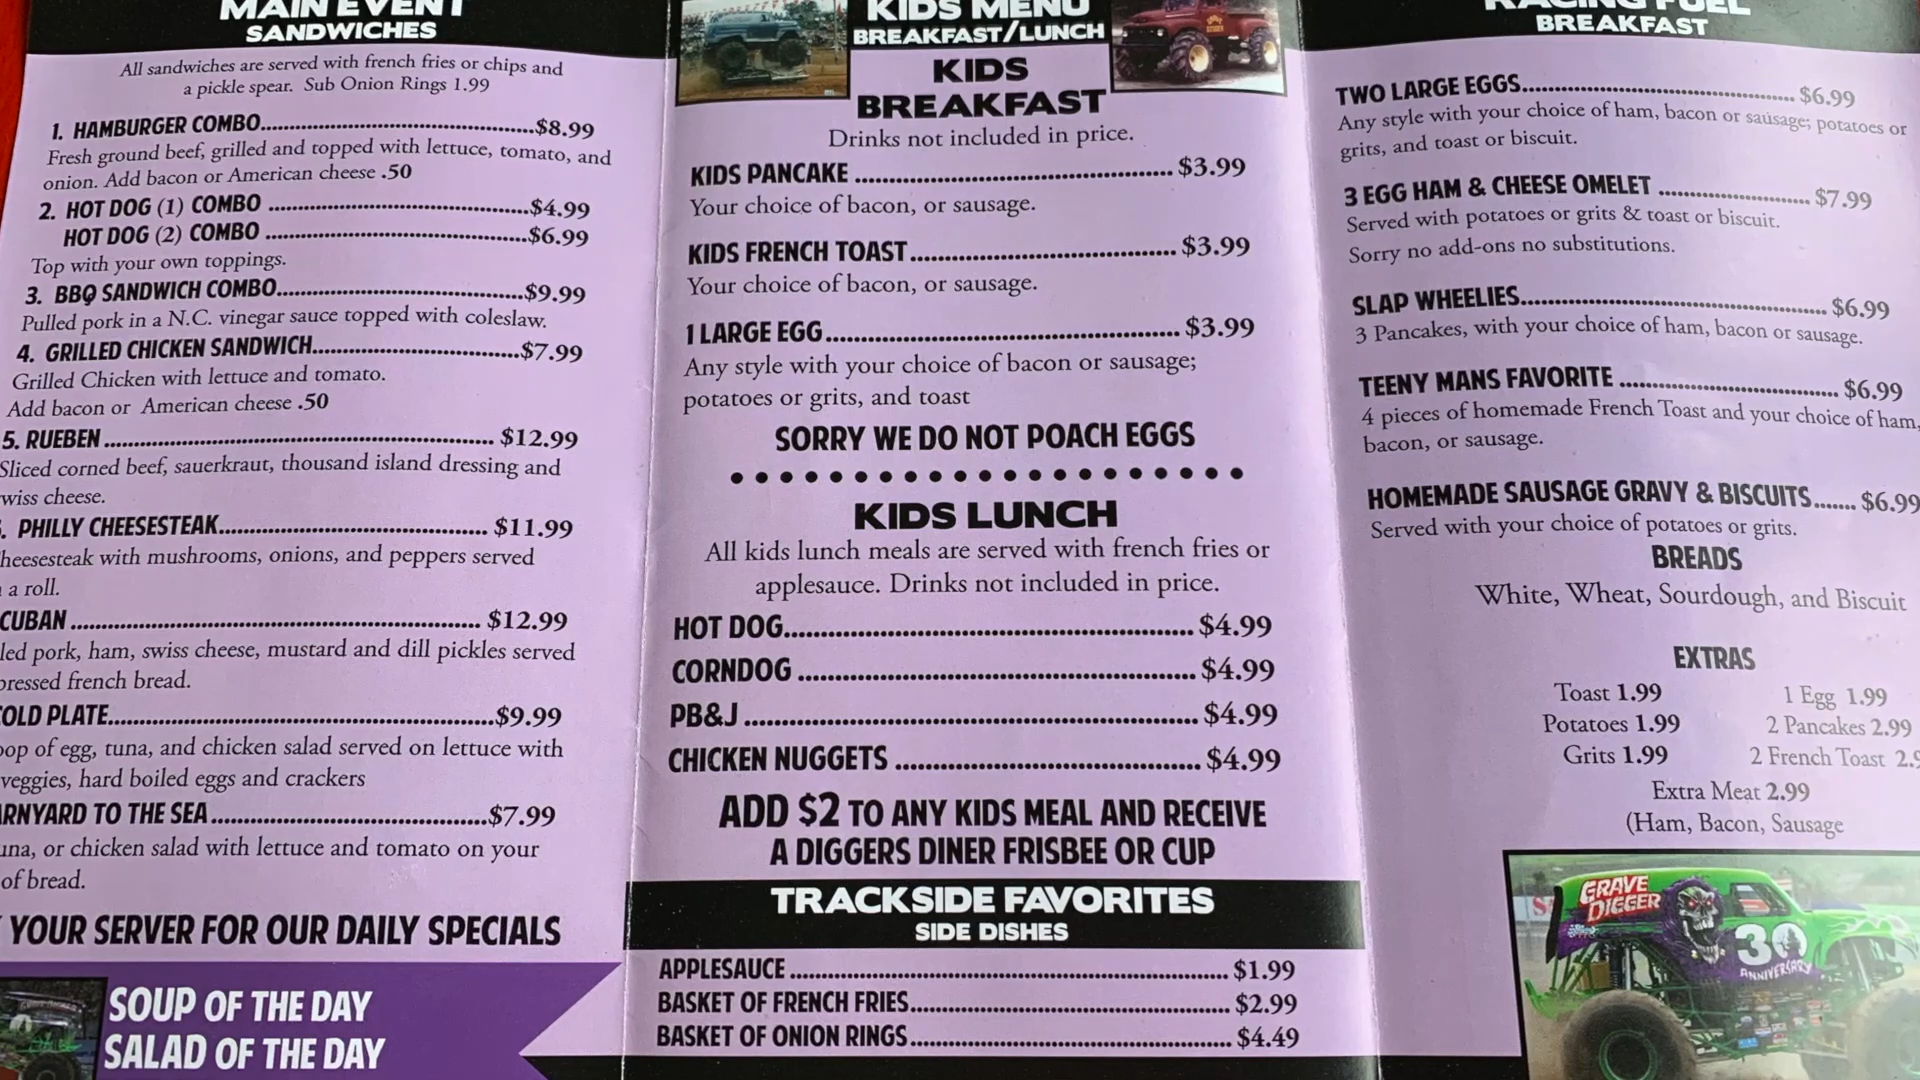 MAIN EVENT
SANDWICHES
All sandwiches are served with french fries or chips and
a pickle spear. Sub Onion Rings 1.99
1. HAMBURGER COMBO $8.99
Fresh ground beef, grilled and topped with lettuce, tomato, and
onion. Add bacon or American cheese .50
2. HOT DOG (1) COMBO $4.99
HOT DOG (2) COMBO $6.99
Top with your own toppings.
3. BBQ SANDWICH COMBO $9.99
Pulled pork in a N.C. vinegar sauce topped with coleslaw.
4. GRILLED CHICKEN SANDWICH $7.99
Grilled Chicken with lettuce and tomato.
Add bacon or American cheese .50
5. RUEBEN $12.99
Sliced corned beef, sauerkraut, thousand island dressing and
wiss cheese.
. PHILLY CHEESESTEAK $11.99
heesesteak with mushrooms, onions, and peppers served
a roll.
CUBAN $12.99
led pork, ham, swiss cheese, mustard and dill pickles served
pressed french bread.
OLD PLATE $9.99
oop of egg, tuna, and chicken salad served on lettuce with
veggies, hard boiled eggs and crackers
ARNYARD TO THE SEA $7.99
una, or chicken salad with lettuce and tomato on your
of bread.
YOUR SERVER FOR OUR DAILY SPECIALS
SOUP OF THE DAY
SALAD OF THE DAY
KIDS MENU
BREAKFAST/LUNCH
KIDS
BREAKFAST
Drinks not included in price.
KIDS PANCAKE $3.99
Your choice of bacon, or sausage.
KIDS FRENCH TOAST $3.99
Your choice of bacon, or sausage.
1 LARGE EGG $3.99
Any style with your choice of bacon or sausage;
potatoes or grits, and toast
SORRY WE DO NOT POACH EGGS
KIDS LUNCH
All kids lunch meals are served with french fries or
applesauce. Drinks not included in price.
HOT DOG $4.99
CORNDOG $4.99
PB&J $4.99
CHICKEN NUGGETS $4.99
ADD $2 TO ANY KIDS MEAL AND RECEIVE
A DIGGERS DINER FRISBEE OR CUP
TRACKSIDE FAVORITES
SIDE DISHES
APPLESAUCE $1.99
BASKET OF FRENCH FRIES $2.99
BASKET OF ONION RINGS $4.49
RACING FUEL
BREAKFAST
TWO LARGE EGGS $6.99
Any style with your choice of ham, bacon or sausage; potatoes or
grits, and toast or biscuit.
3 EGG HAM & CHEESE OMELET $7.99
Served with potatoes or grits & toast or biscuit.
Sorry no add-ons no substitutions.
SLAP WHEELIES $6.99
3 Pancakes, with your choice of ham, bacon or sausage.
TEENY MANS FAVORITE $6.99
4 pieces of homemade French Toast and your choice of ham,
bacon, or sausage.
HOMEMADE SAUSAGE GRAVY & BISCUITS $6.99
Served with your choice of potatoes or grits.
BREADS
White, Wheat, Sourdough, and Biscuit
EXTRAS
Toast 1.99 1 Egg 1.99
Potatoes 1.99 2 Pancakes 2.99
Grits 1.99 2 French Toast 2.9
Extra Meat 2.99
(Ham, Bacon, Sausage
GRAVE
DIGGER
30
ANNIVERSARY